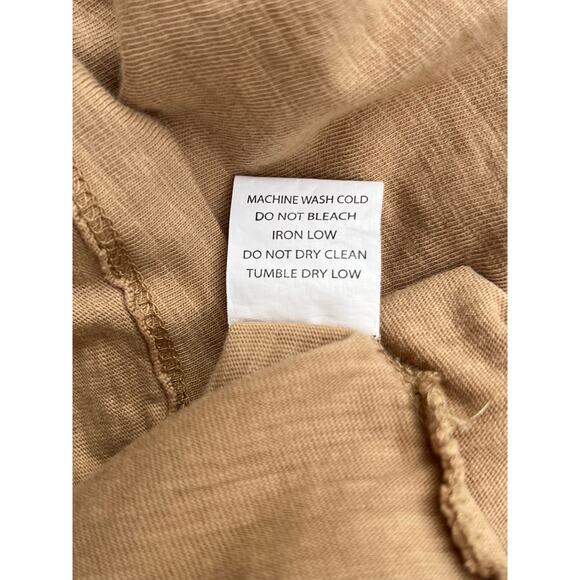 MACHINE WASH COLD
DO NOT BLEACH
IRON LOW
DO NOT DRY CLEAN
TUMBLE DRY LOW